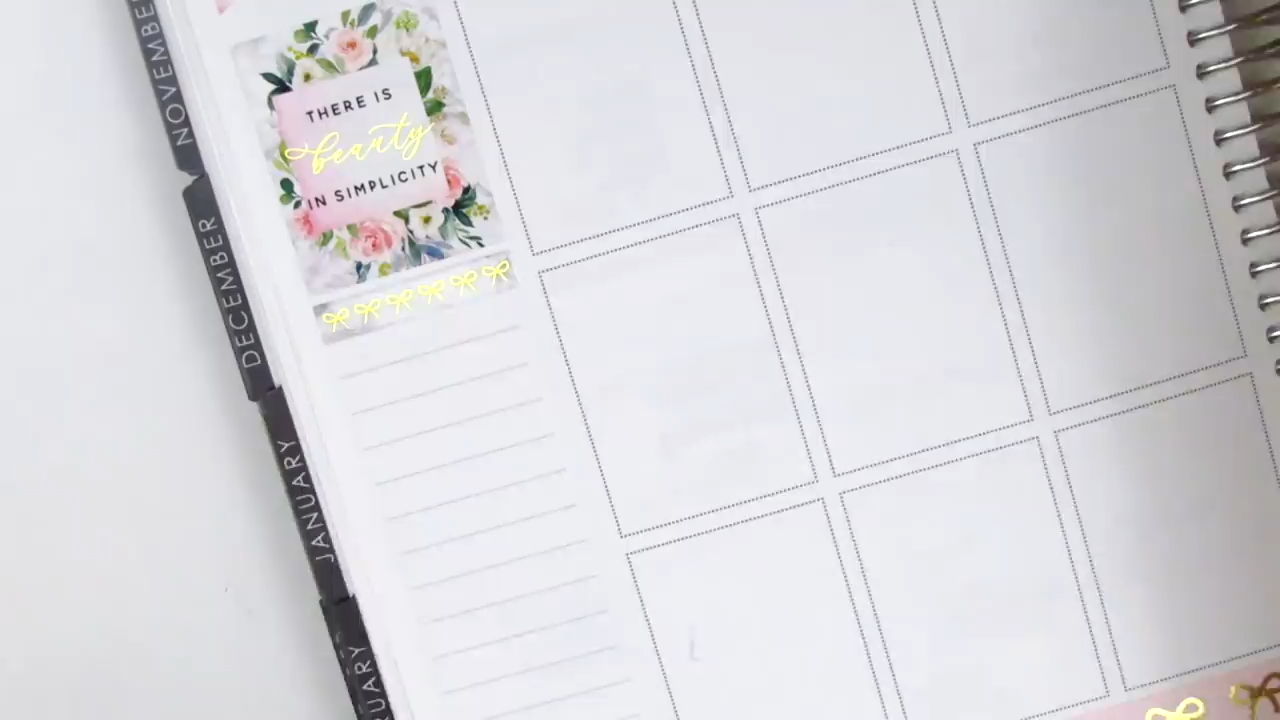 NOVEMBER
THERE IS
beauty
IN SIMPLICITY
DECEMBER
JANUARY